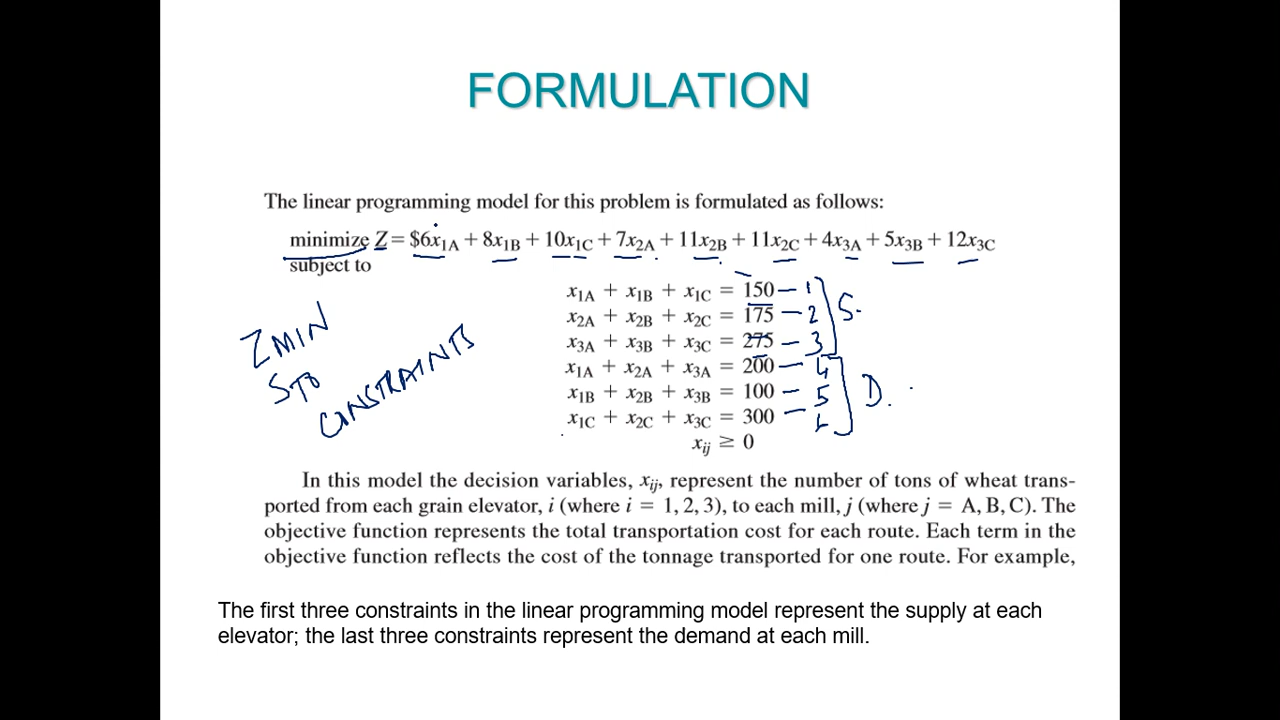 FORMULATION
The linear programming model for this problem is formulated as follows:
minimize Z = $6x1A + 8x1B + 10x1C + 7x2A + 11x2B + 11x2C + 4x3A + 5x3B + 12x3C
subject to
x1A + x1B + x1C = 150 — 1
x2A + x2B + x2C = 175 — 2
x3A + x3B + x3C = 275 — 3
S.
x1A + x2A + x3A = 200 — 4
x1B + x2B + x3B = 100 — 5
x1C + x2C + x3C = 300 —
D.
xij ≥ 0
Z MIN
STO
CONSTRAINTS
In this model the decision variables, xij, represent the number of tons of wheat trans-
ported from each grain elevator, i (where i = 1, 2, 3), to each mill, j (where j = A, B, C). The
objective function represents the total transportation cost for each route. Each term in the
objective function reflects the cost of the tonnage transported for one route. For example,
The first three constraints in the linear programming model represent the supply at each
elevator; the last three constraints represent the demand at each mill.